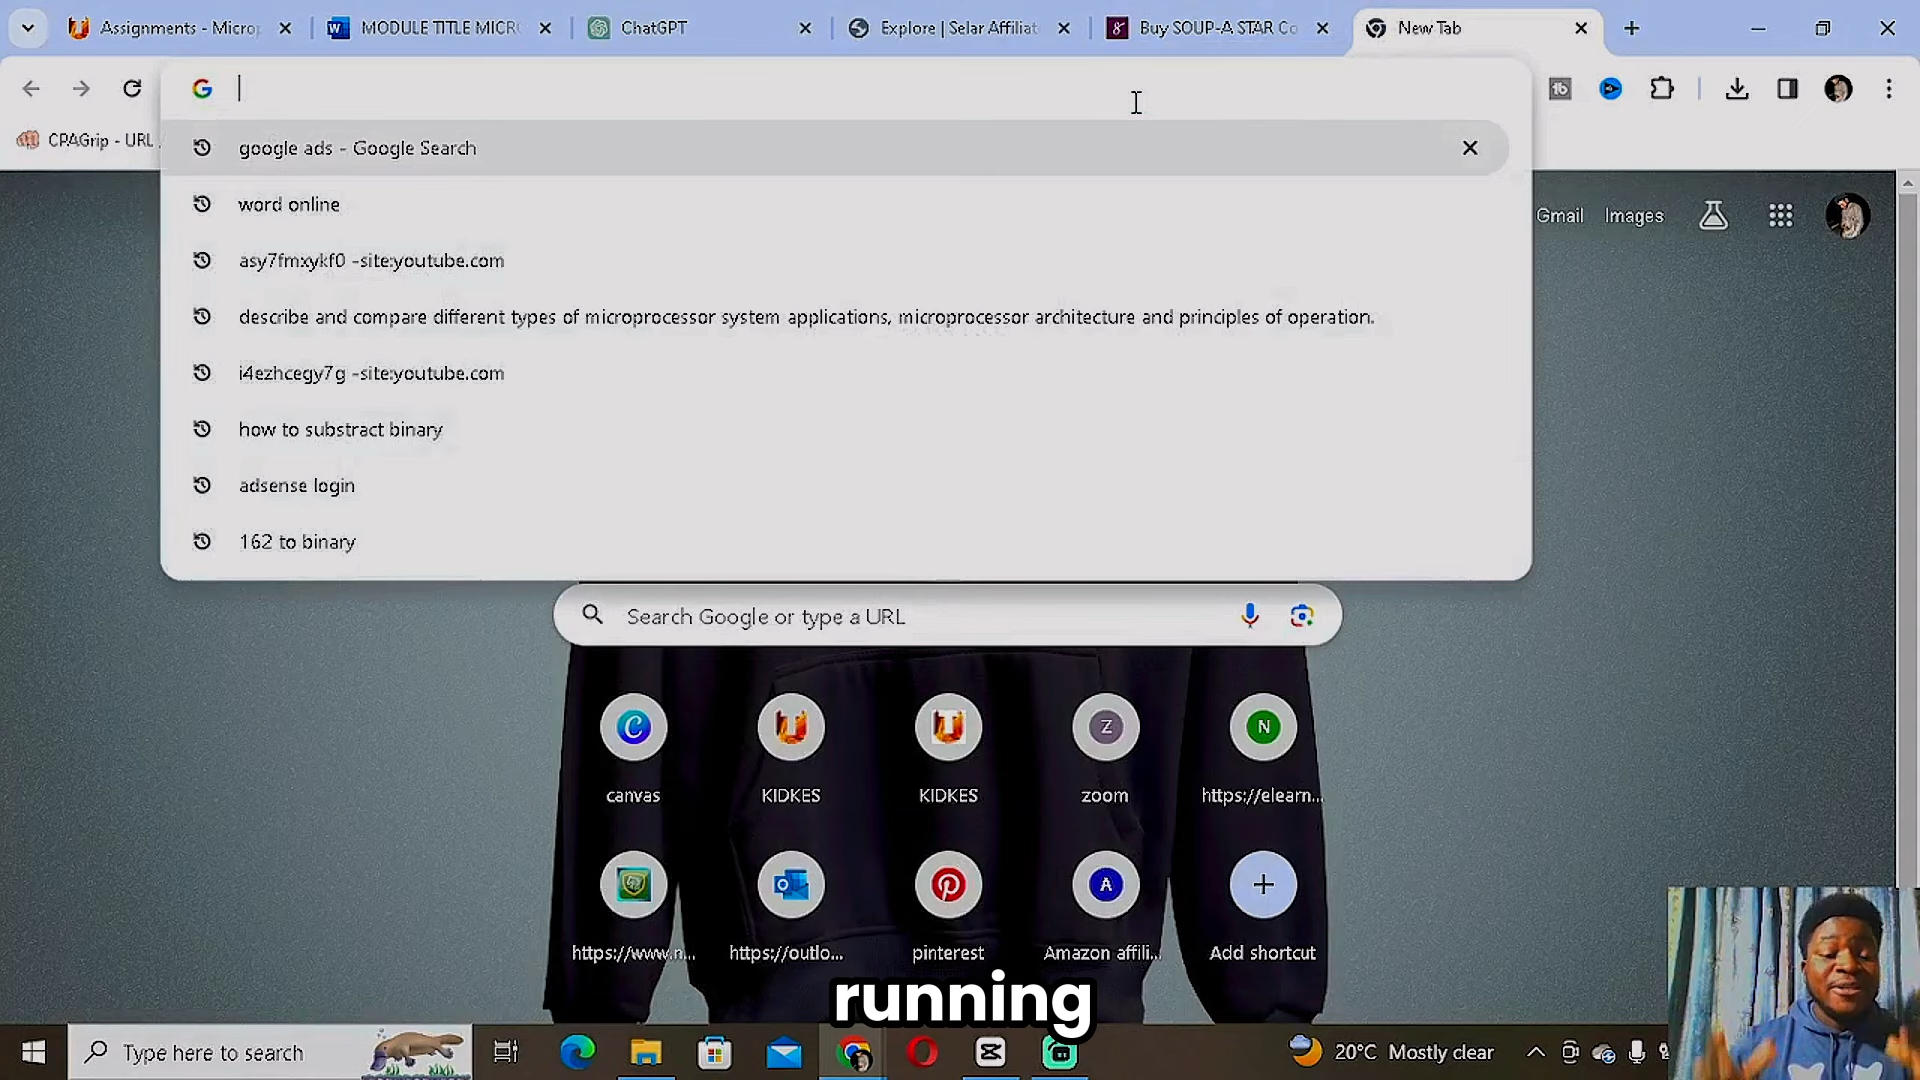 Assignments - Microp
MODULE TITLE MICR
ChatGPT
Explore | Selar Affiliat
Buy SOUP-A STAR Co
New Tab
CPAGrip - URL
google ads - Google Search
word online
asy7fmxykf0 -site:youtube.com
describe and compare different types of microprocessor system applications, microprocessor architecture and principles of operation.
i4ezhcegy7g -site:youtube.com
how to substract binary
adsense login
162 to binary
Gmail Images
Search Google or type a URL
canvas
KIDKES
KIDKES
Z
zoom
N
https://elearn...
https://www.n...
https://outlo...
pinterest
A
Amazon affili...
Add shortcut
running
Type here to search
20°C Mostly clear